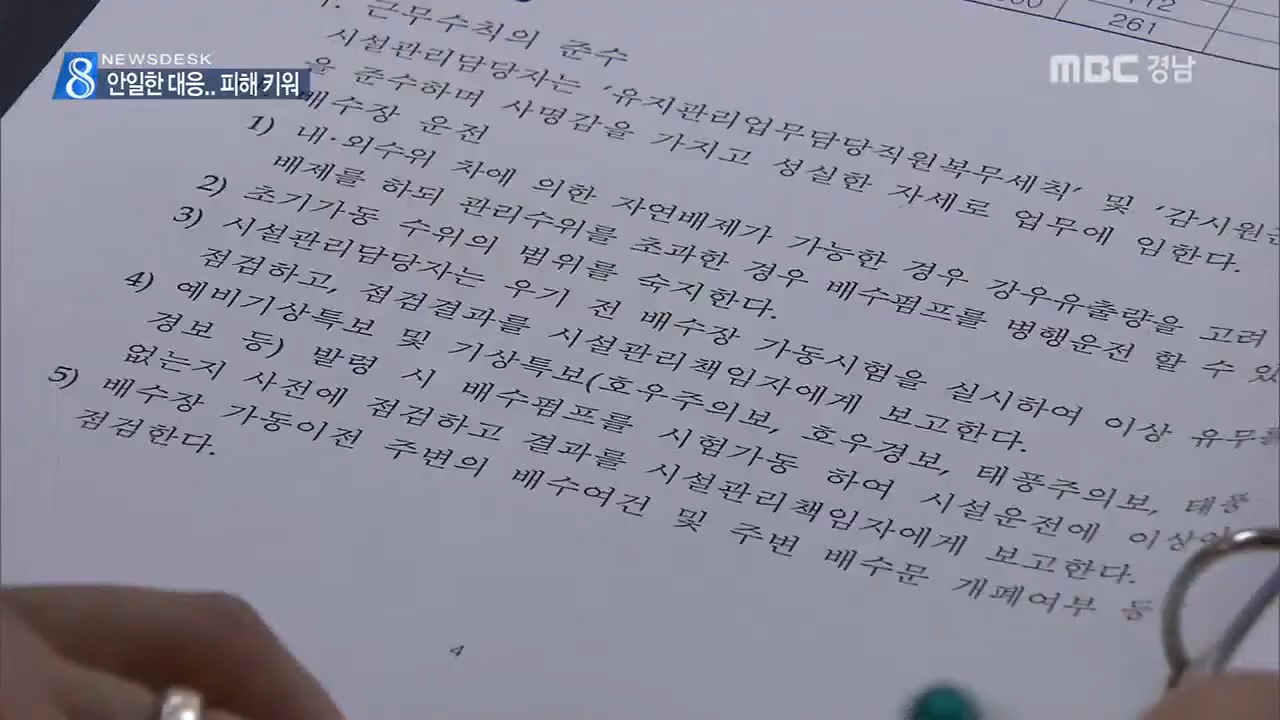 NEWSDESK
8 안일한 대응.. 피해 키워
MBC 경남
112
261
근무수칙의 준수
시설관리담당자는 '유지관리업무담당직원복무세칙' 및 '감시원근
을 준수하며 사명감을 가지고 성실한 자세로 업무에 임한다.
배수장 운전
1) 내·외수위 차에 의한 자연배제가 가능한 경우 강우유출량을 고려
배제를 하되 관리수위를 초과한 경우 배수펌프를 병행운전 할 수 있
2) 초기가동 수위의 범위를 숙지한다.
3) 시설관리담당자는 우기 전 배수장 가동시험을 실시하여 이상 유무를
점검하고, 점검결과를 시설관리책임자에게 보고한다.
4) 예비기상특보 및 기상특보(호우주의보, 호우경보, 태풍주의보, 태풍
경보 등) 발령 시 배수펌프를 시험가동 하여 시설운전에 이상이
없는지 사전에 점검하고 결과를 시설관리책임자에게 보고한다.
5) 배수장 가동이전 주변의 배수여건 및 주변 배수문 개폐여부 등
점검한다.
4